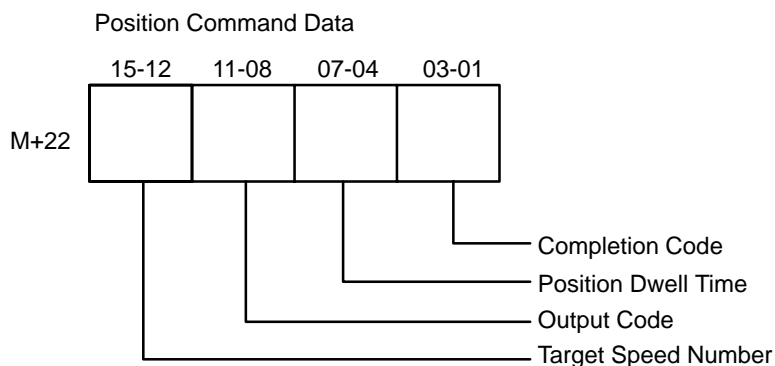 Position Command Data
15-12 11-08 07-04 03-01
M+22
Completion Code
Position Dwell Time
Output Code
Target Speed Number